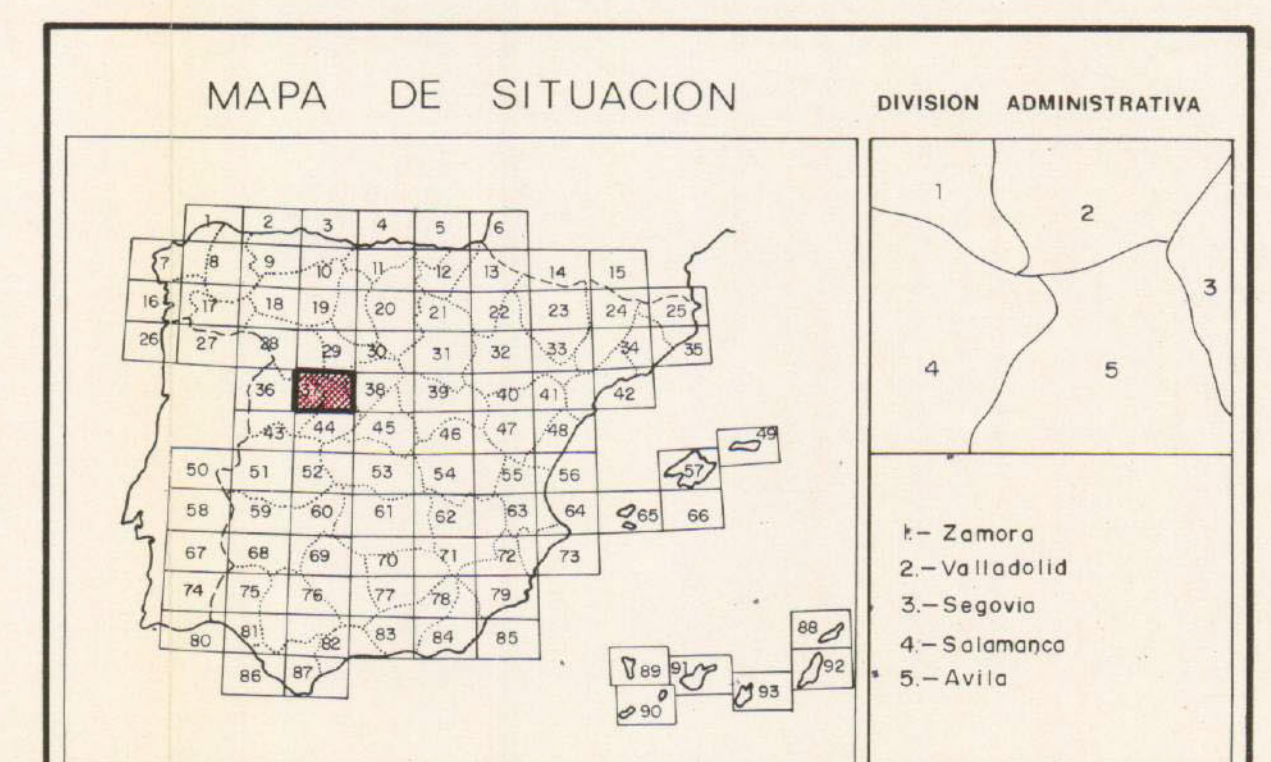 MAPA DE SITUACION
DIVISION ADMINISTRATIVA
1 2 3 4 5 6
7 8 9 10 11 12 13 14 15
16 17 18 19 20 21 22 23 24 25
26 27 28 29 30 31 32 33 34 35
36 37 38 39 40 41 42
43 44 45 46 47 48 49
50 51 52 53 54 55 56 57
58 59 60 61 62 63 64 65 66
67 68 69 70 71 72 73
74 75 76 77 78 79
80 81 82 83 84 85
86 87
88
89 91 92
90 93
1 2
3
4 5
1.- Zamora
2.- Valladolid
3.- Segovia
4.- Salamanca
5.- Avila